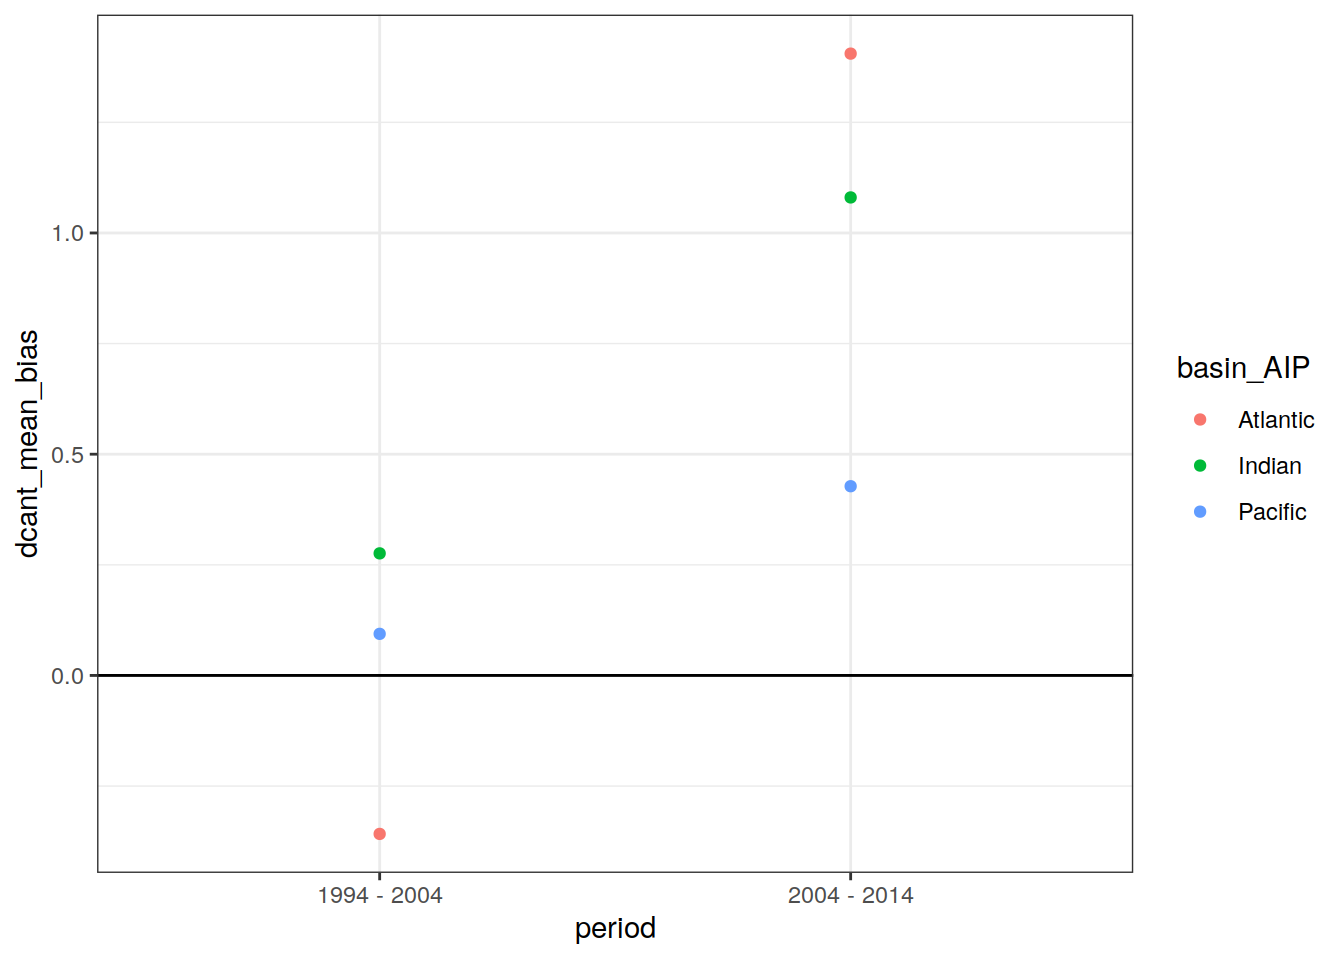 dcant_mean_bias
1.0
0.5
0.0
1994 - 2004
2004 - 2014
period
basin_AIP
Atlantic
Indian
Pacific